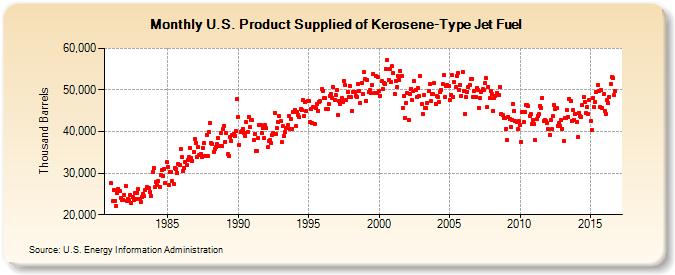 Monthly U.S. Product Supplied of Kerosene-Type Jet Fuel
Thousand Barrels
60,000
50,000
40,000
30,000
20,000
1985 1990 1995 2000 2005 2010 2015
Source: U.S. Energy Information Administration